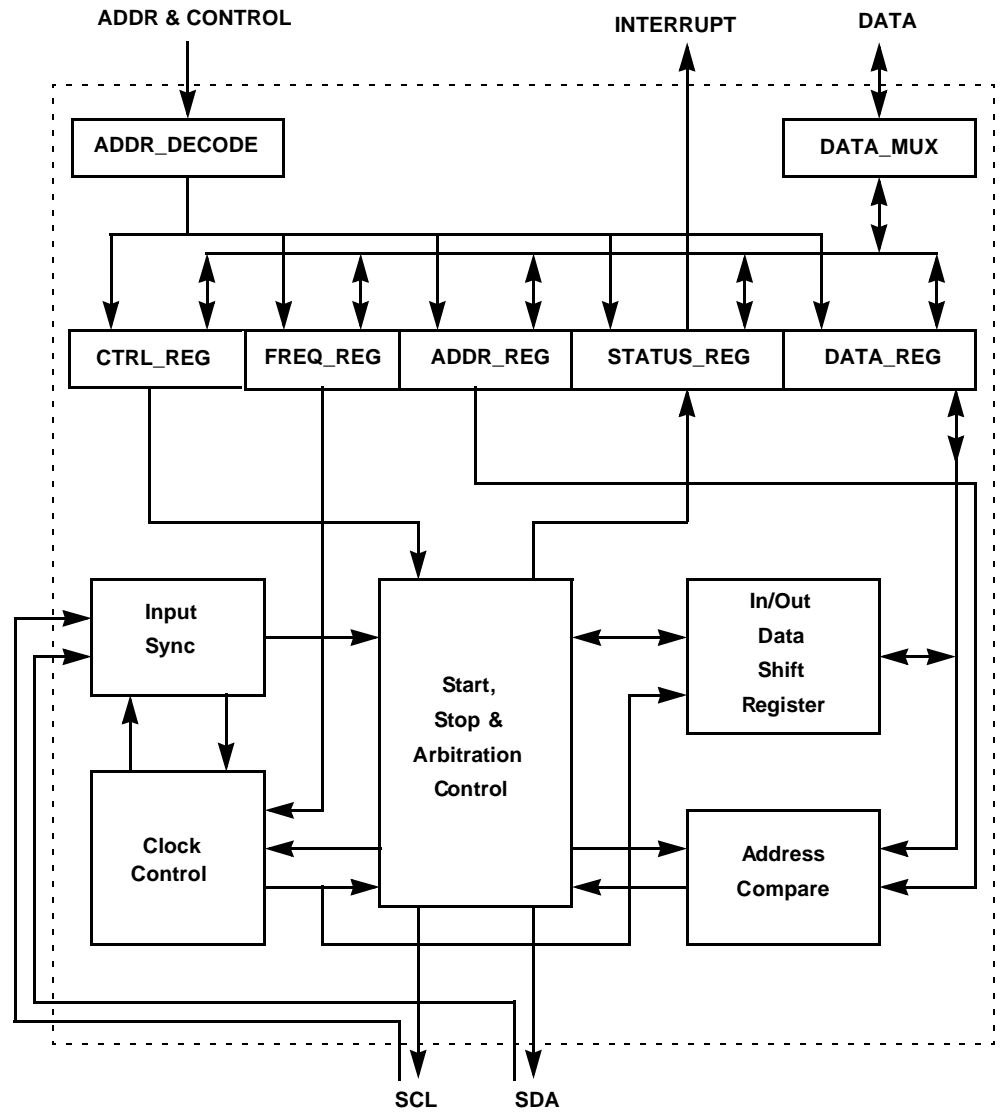 ADDR & CONTROL
INTERRUPT
DATA
ADDR_DECODE
DATA_MUX
CTRL_REG
FREQ_REG
ADDR_REG
STATUS_REG
DATA_REG
Input
Sync
Start,
Stop &
Arbitration
Control
In/Out
Data
Shift
Register
Clock
Control
Address
Compare
SCL
SDA